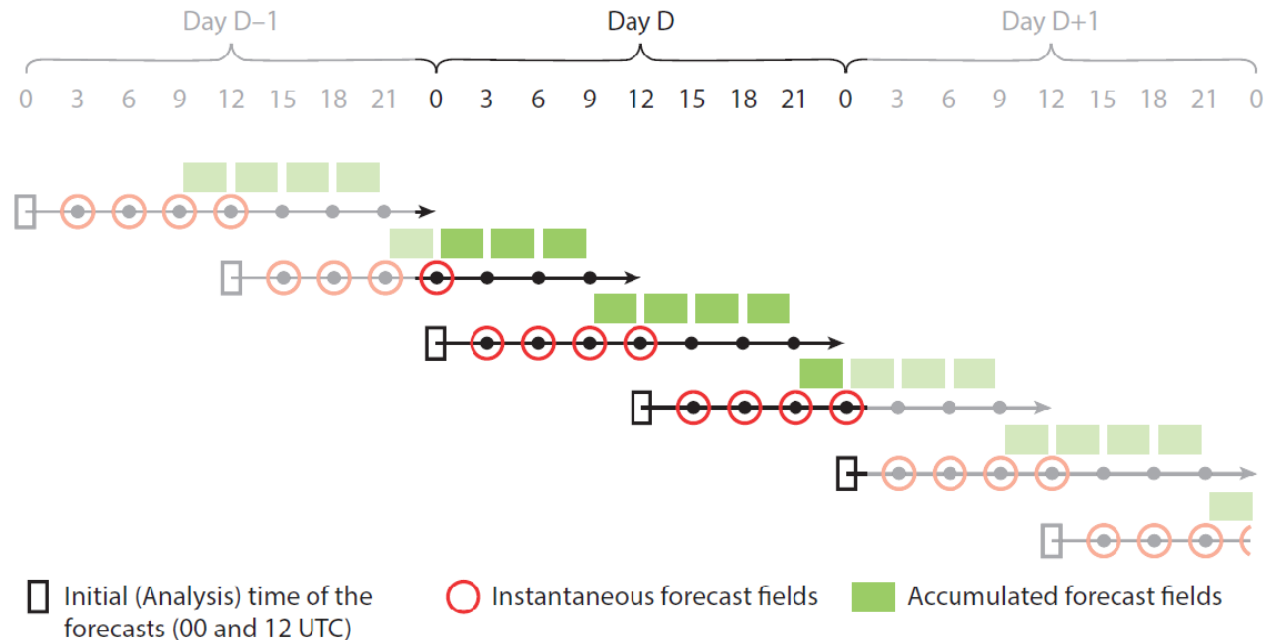 Day D–1 Day D Day D+1
0 3 6 9 12 15 18 21 0 3 6 9 12 15 18 21 0 3 6 9 12 15 18 21 0
Initial (Analysis) time of the
forecasts (00 and 12 UTC)
Instantaneous forecast fields
Accumulated forecast fields